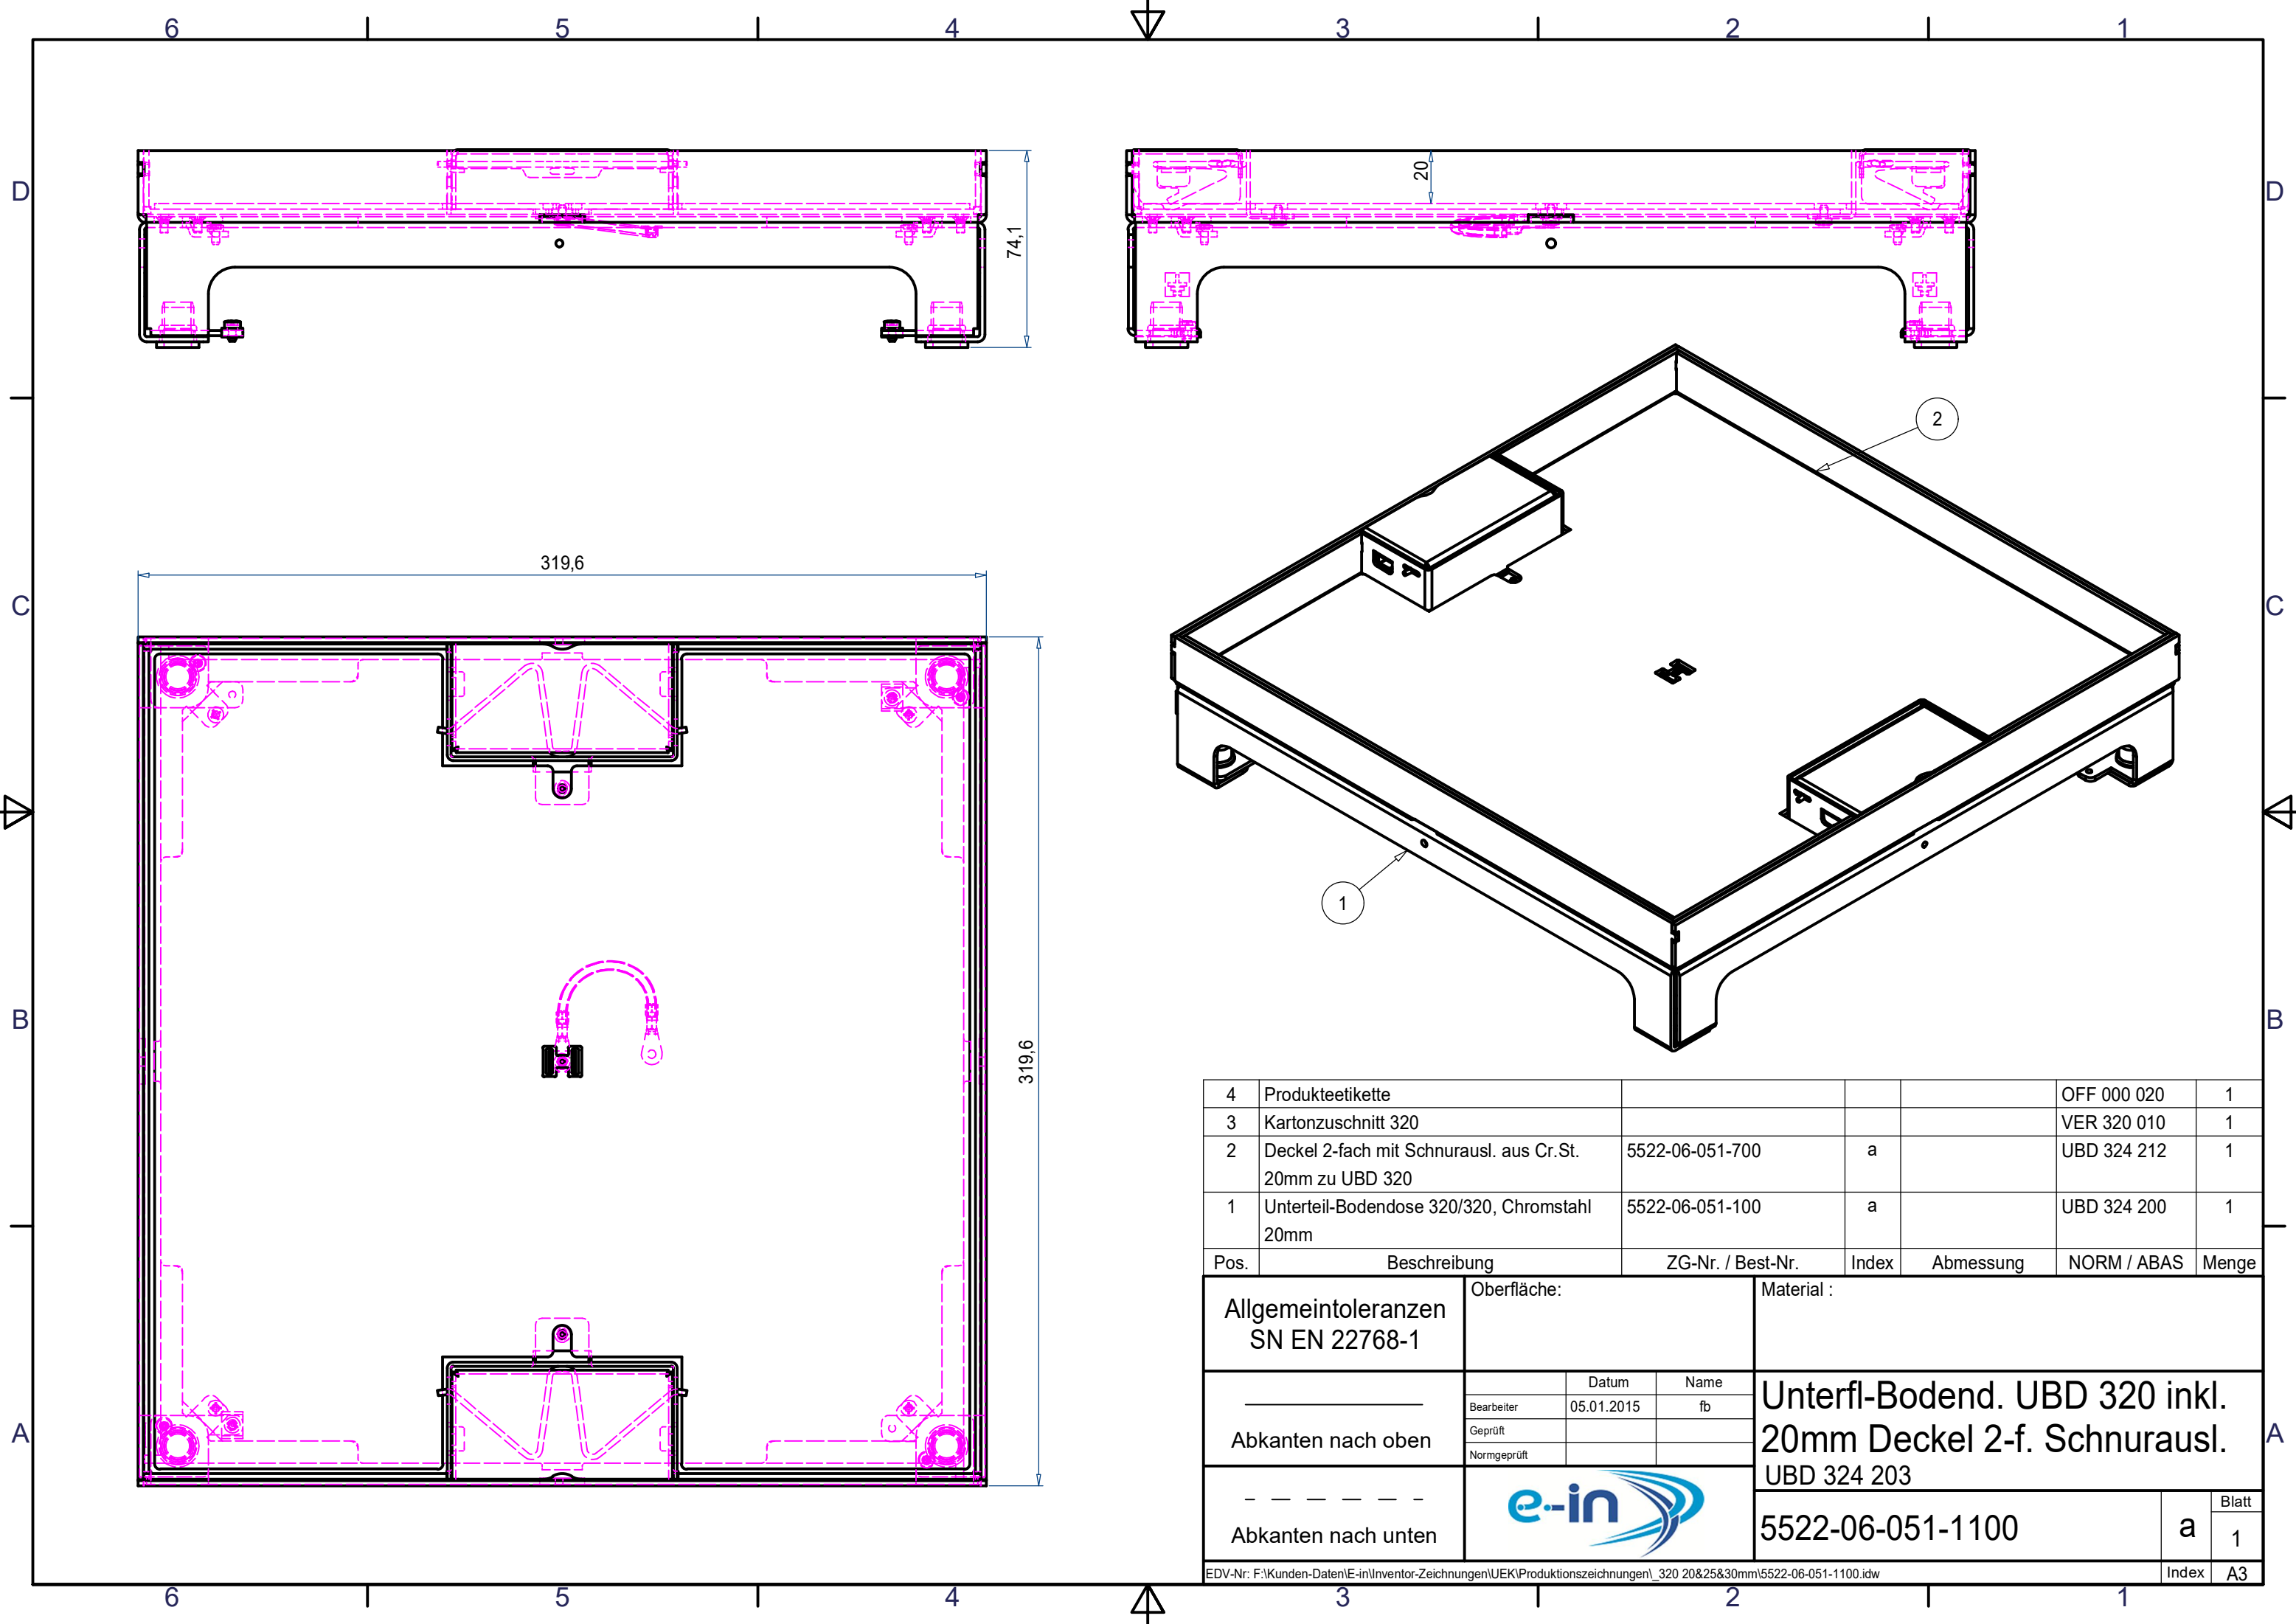 6 5 4 3 2 1
D D
20
74,1
2
319,6
C C
1
B B
319,6
4 Produkteetikette OFF 000 020 1
3 Kartonzuschnitt 320 VER 320 010 1
2 Deckel 2-fach mit Schnurausl. aus Cr.St. 5522-06-051-700 a UBD 324 212 1
20mm zu UBD 320
1 Unterteil-Bodendose 320/320, Chromstahl 5522-06-051-100 a UBD 324 200 1
20mm
Pos. Beschreibung ZG-Nr. / Best-Nr. Index Abmessung NORM / ABAS Menge
Allgemeintoleranzen
SN EN 22768-1
Oberfläche:
Material :
Datum Name
Bearbeiter 05.01.2015 fb
Geprüft
Normgeprüft
Abkanten nach oben
Abkanten nach unten
e-in
Unterfl-Bodend. UBD 320 inkl.
20mm Deckel 2-f. Schnurausl.
UBD 324 203
A A
5522-06-051-1100
a
Blatt
1
EDV-Nr: F:\Kunden-Daten\E-in\Inventor-Zeichnungen\UEK\Produktionszeichnungen\_320 20&25&30mm\5522-06-051-1100.idw
Index A3
6 5 4 3 2 1